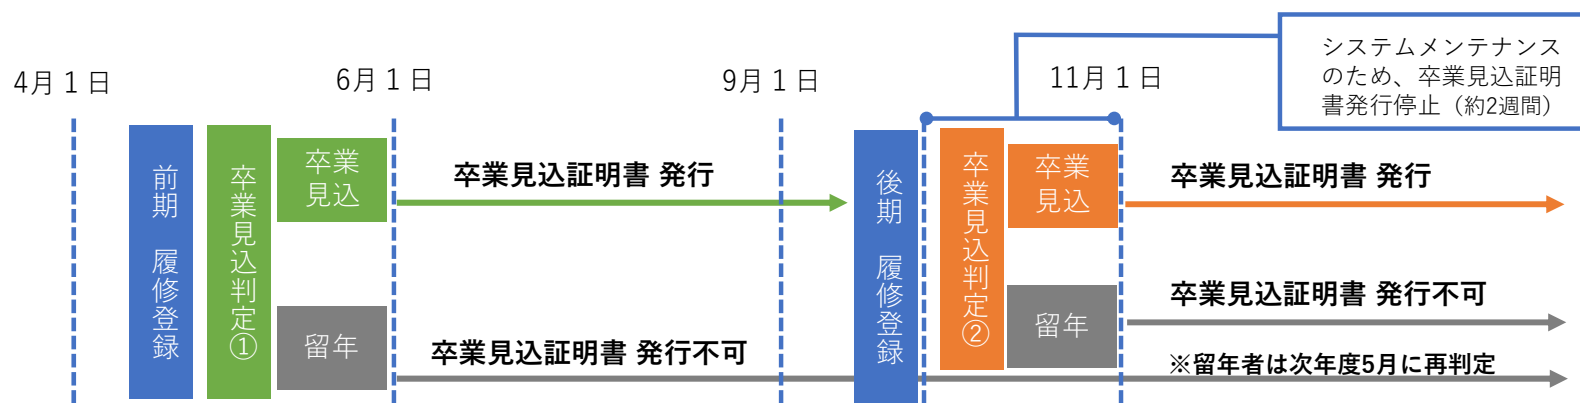 4月１日
6月１日
9月１日
11月１日
システムメンテナンス
のため、卒業見込証明
書発行停止（約2週間）
前期　履修登録
卒業見込判定①
卒業
見込
卒業見込証明書 発行
留年
卒業見込証明書 発行不可
後期　履修登録
卒業見込判定②
卒業
見込
卒業見込証明書 発行
留年
卒業見込証明書 発行不可
※留年者は次年度5月に再判定